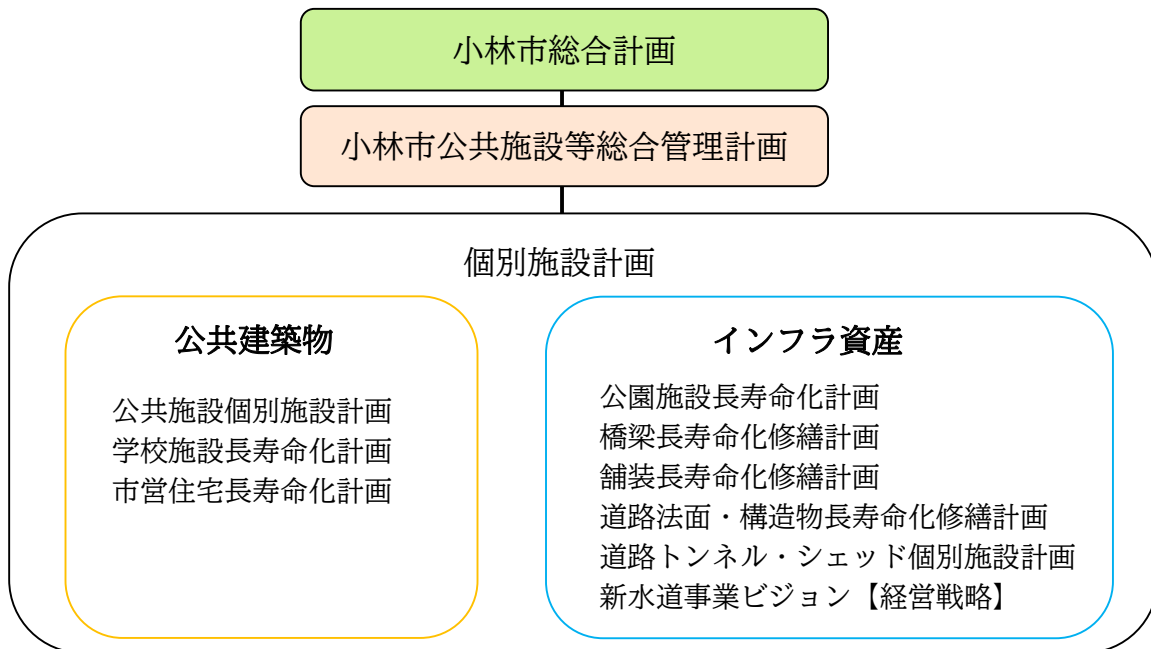 小林市総合計画
小林市公共施設等総合管理計画
個別施設計画
公共建築物
公共施設個別施設計画
学校施設長寿命化計画
市営住宅長寿命化計画
インフラ資産
公園施設長寿命化計画
橋梁長寿命化修繕計画
舗装長寿命化修繕計画
道路法面・構造物長寿命化修繕計画
道路トンネル・シェッド個別施設計画
新水道事業ビジョン【経営戦略】